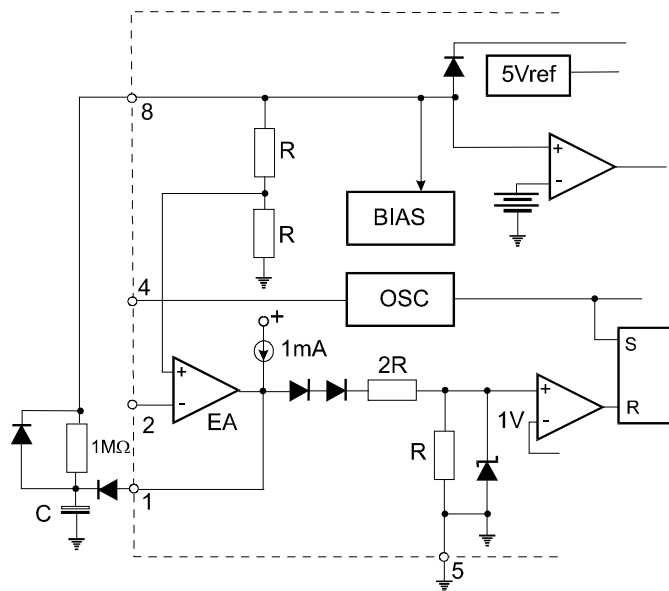 5Vref
8
R
+
-
BIAS
R
4
OSC
+
1mA
S
2R
+
+
1V
-
R
-
2
EA
1MΩ
R
1
C
5